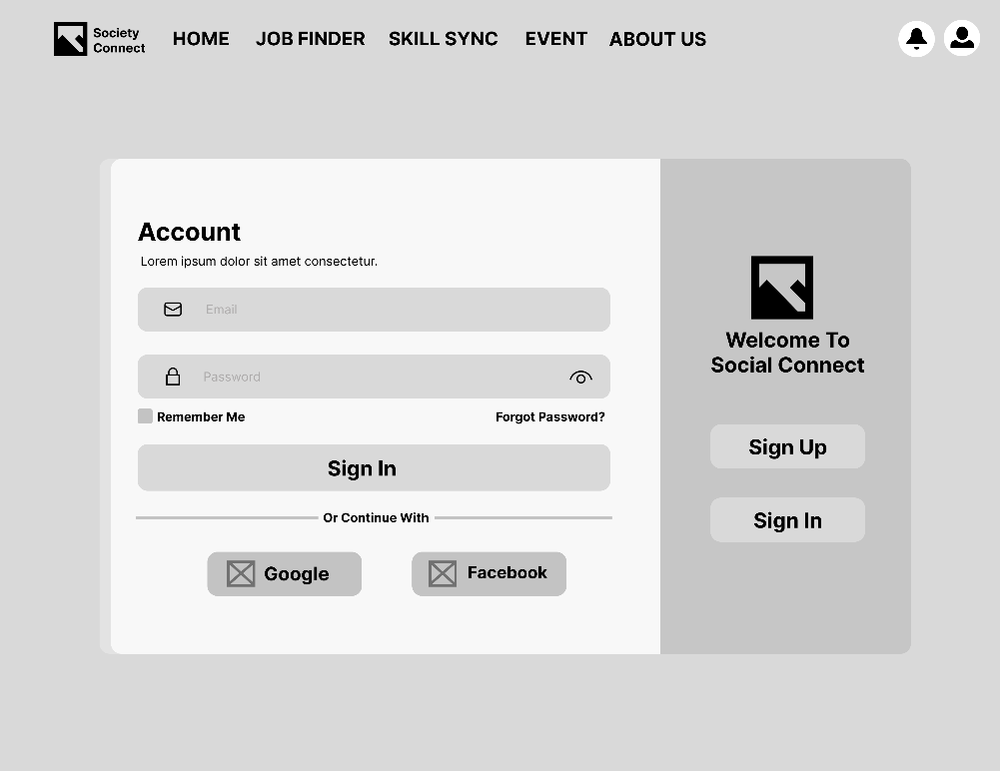 Society
Connect
HOME JOB FINDER SKILL SYNC EVENT ABOUT US
Account
Lorem ipsum dolor sit amet consectetur.
Email
Password
Remember Me Forgot Password?
Sign In
Or Continue With
Google Facebook
Welcome To
Social Connect
Sign Up
Sign In